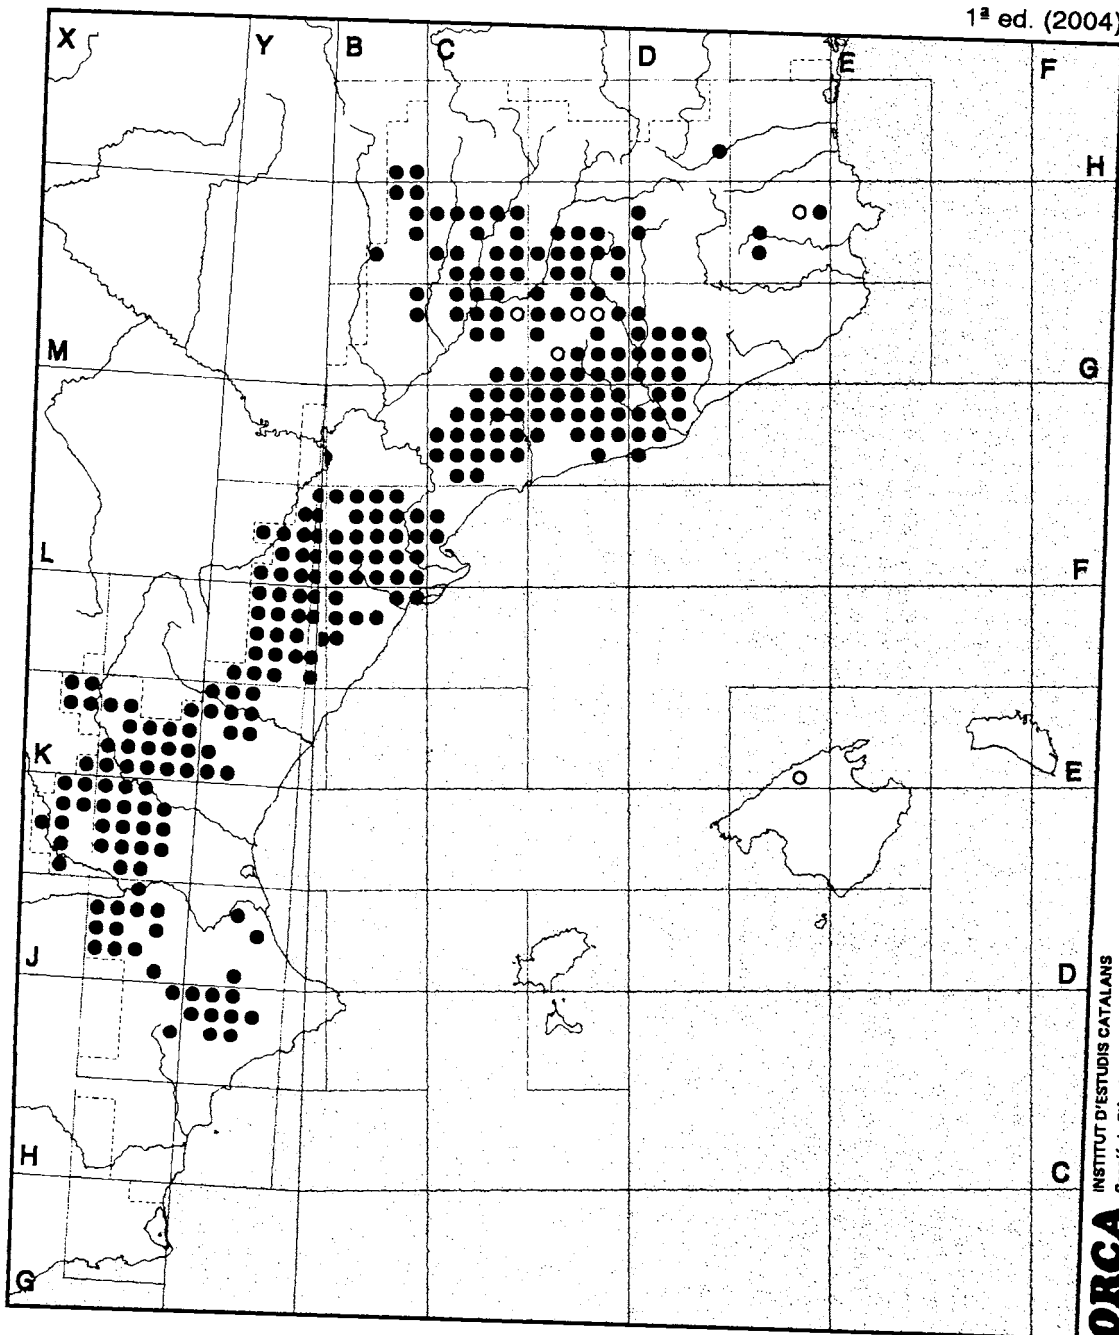 1ª ed. (2004)
X Y B C D E F
H
M G
L F
K E
J D
H C
G
ORCA INSTITUT D'ESTUDIS CATALANS